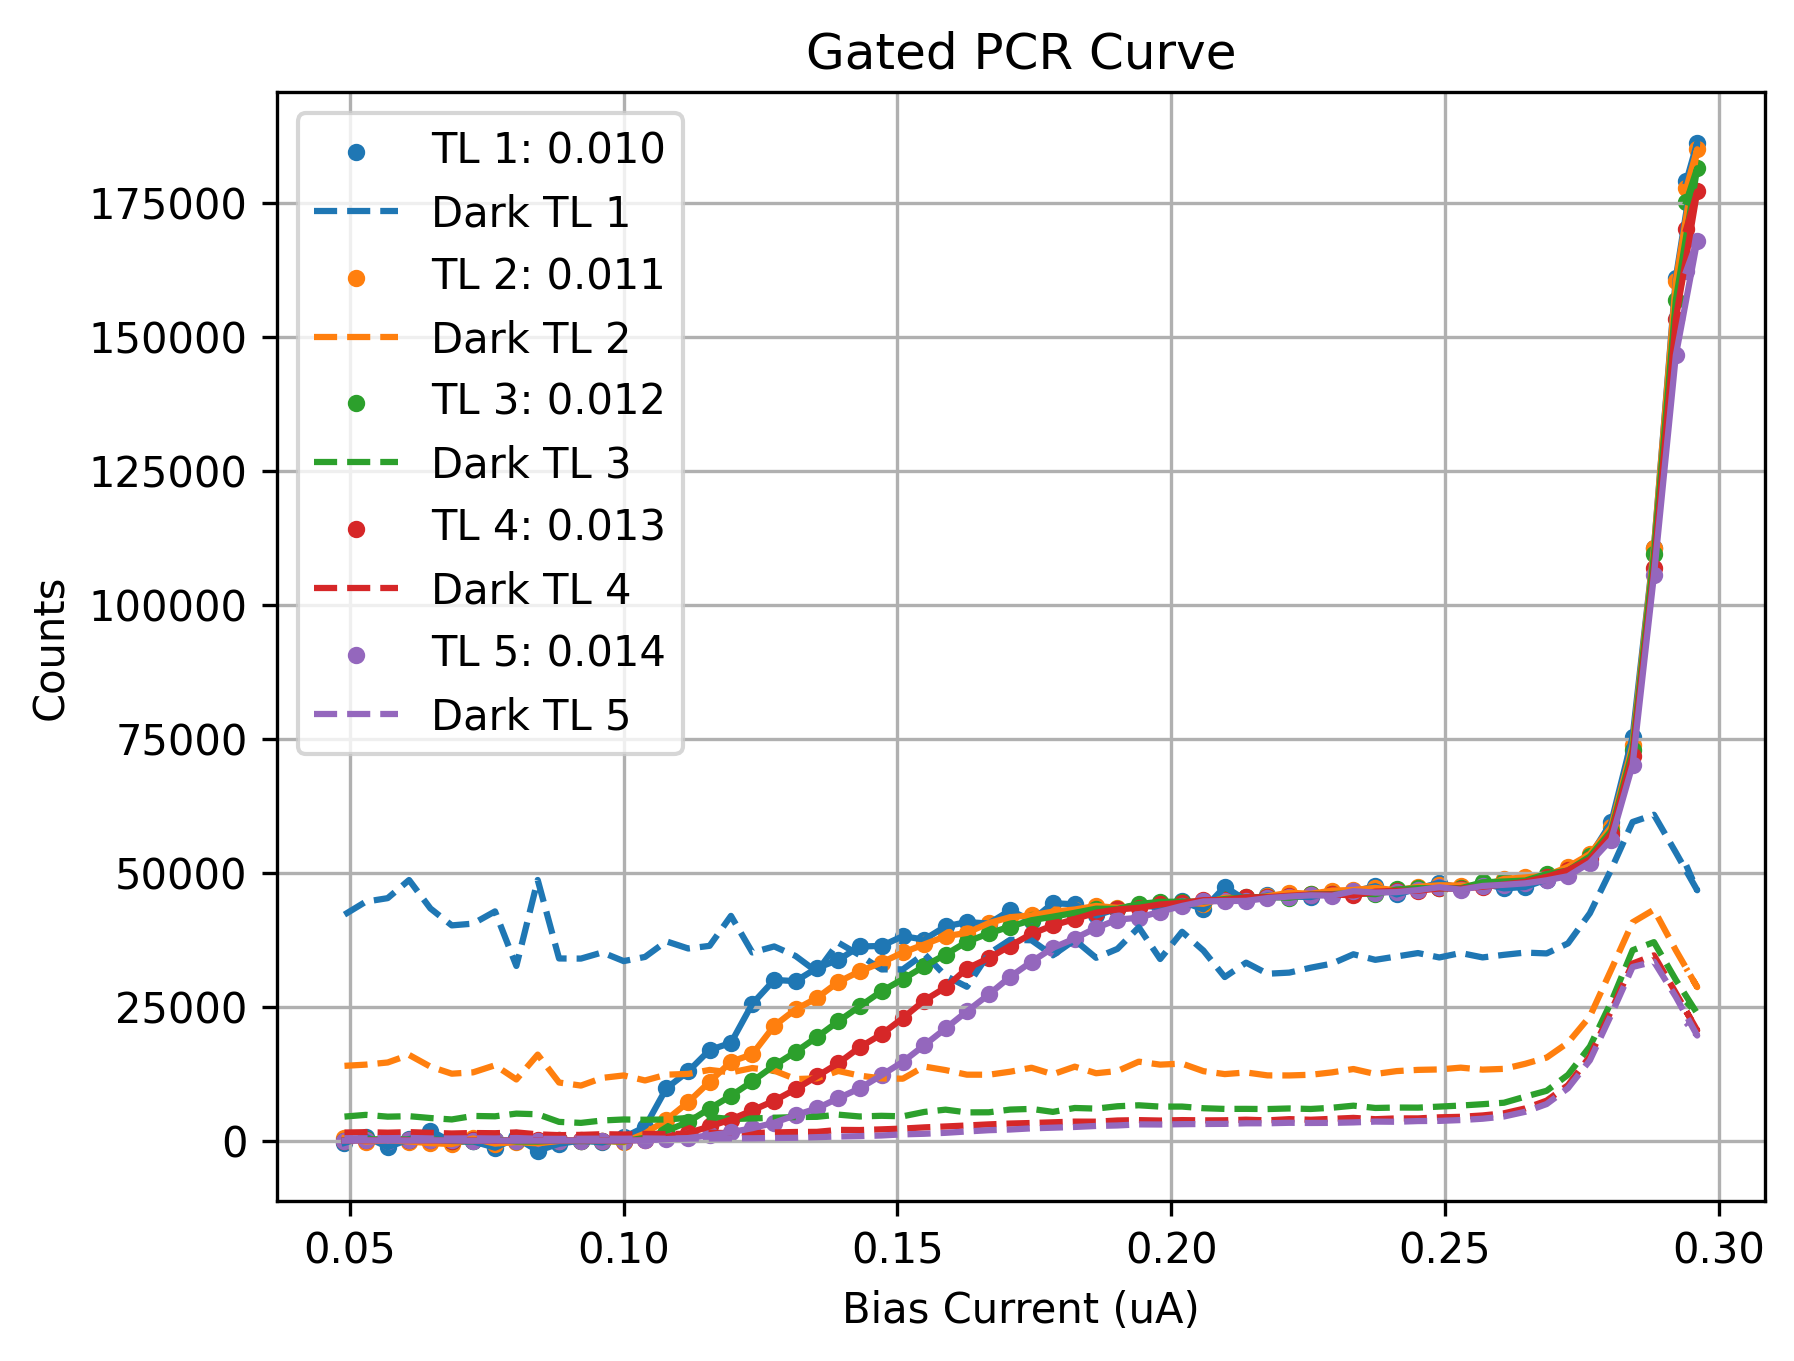 Gated PCR Curve
TL 1: 0.010
Dark TL 1
TL 2: 0.011
Dark TL 2
TL 3: 0.012
Dark TL 3
TL 4: 0.013
Dark TL 4
TL 5: 0.014
Dark TL 5
175000
150000
125000
100000
75000
50000
25000
0
Counts
0.05 0.10 0.15 0.20 0.25 0.30
Bias Current (uA)